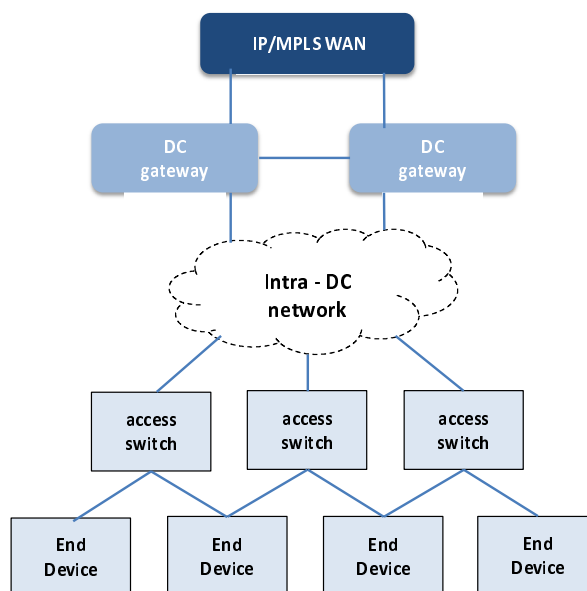 IP/MPLS WAN
DC
gateway
DC
gateway
Intra - DC
network
access
switch
access
switch
access
switch
End
Device
End
Device
End
Device
End
Device